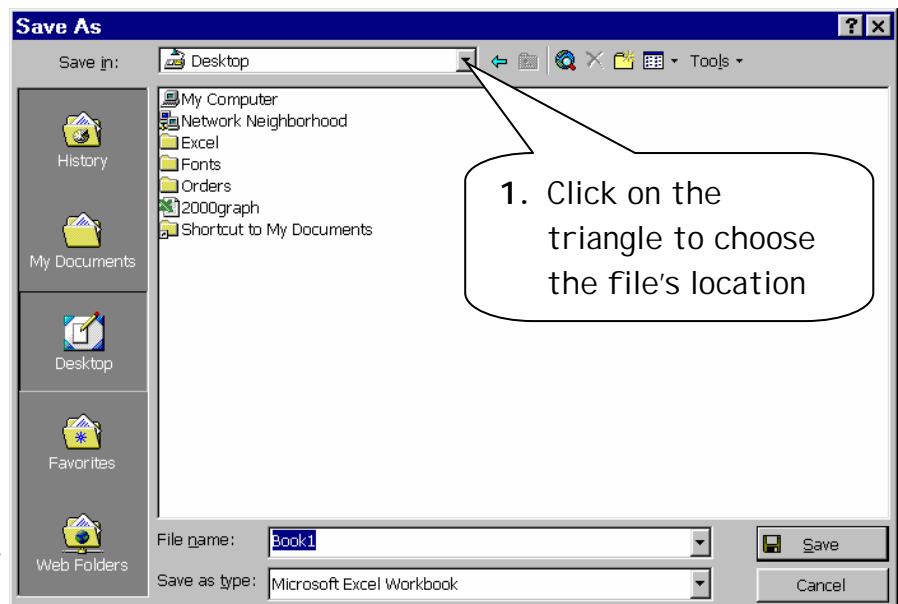 Save As
Save in:
Desktop
Tools
My Computer
Network Neighborhood
Excel
Fonts
Orders
2000graph
Shortcut to My Documents
History
My Documents
Desktop
Favorites
Web Folders
1. Click on the
triangle to choose
the file's location
File name:
Book1
Save
Save as type:
Microsoft Excel Workbook
Cancel